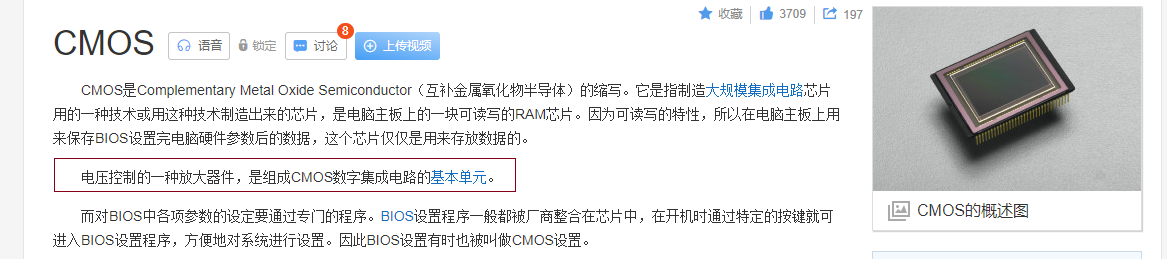 收藏 3709 197
CMOS 语音 锁定 讨论 8 上传视频
CMOS是Complementary Metal Oxide Semiconductor（互补金属氧化物半导体）的缩写。它是指制造大规模集成电路芯片
用的一种技术或用这种技术制造出来的芯片，是电脑主板上的一块可读写的RAM芯片。因为可读写的特性，所以在电脑主板上用
来保存BIOS设置完电脑硬件参数后的数据，这个芯片仅仅是用来存放数据的。
电压控制的一种放大器件，是组成CMOS数字集成电路的基本单元。
而对BIOS中各项参数的设定要通过专门的程序。BIOS设置程序一般都被厂商整合在芯片中，在开机时通过特定的按键就可
进入BIOS设置程序，方便地对系统进行设置。因此BIOS设置有时也被叫做CMOS设置。
CMOS的概述图